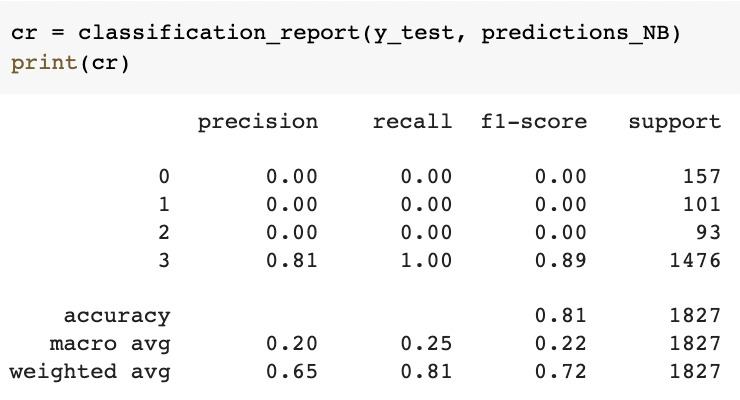 cr = classification_report(y_test, predictions_NB)
print(cr)
precision recall f1-score support
0 0.00 0.00 0.00 157
1 0.00 0.00 0.00 101
2 0.00 0.00 0.00 93
3 0.81 1.00 0.89 1476
accuracy 0.81 1827
macro avg 0.20 0.25 0.22 1827
weighted avg 0.65 0.81 0.72 1827